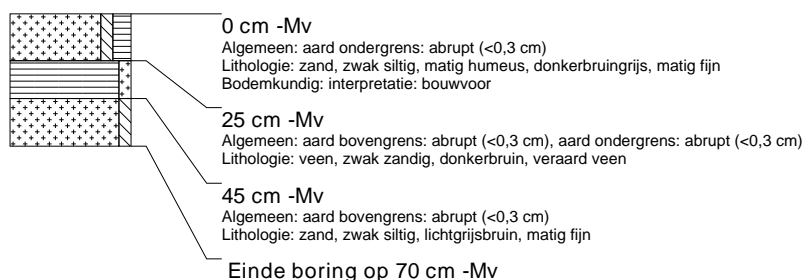 0 cm -Mv
Algemeen: aard ondergrens: abrupt (<0,3 cm)
Lithologie: zand, zwak siltig, matig humeus, donkerbruingrijs, matig fijn
Bodemkundig: interpretatie: bouwvoor
25 cm -Mv
Algemeen: aard bovengrens: abrupt (<0,3 cm), aard ondergrens: abrupt (<0,3 cm)
Lithologie: veen, zwak zandig, donkerbruin, veraard veen
45 cm -Mv
Algemeen: aard bovengrens: abrupt (<0,3 cm)
Lithologie: zand, zwak siltig, lichtgrijsbruin, matig fijn
Einde boring op 70 cm -Mv